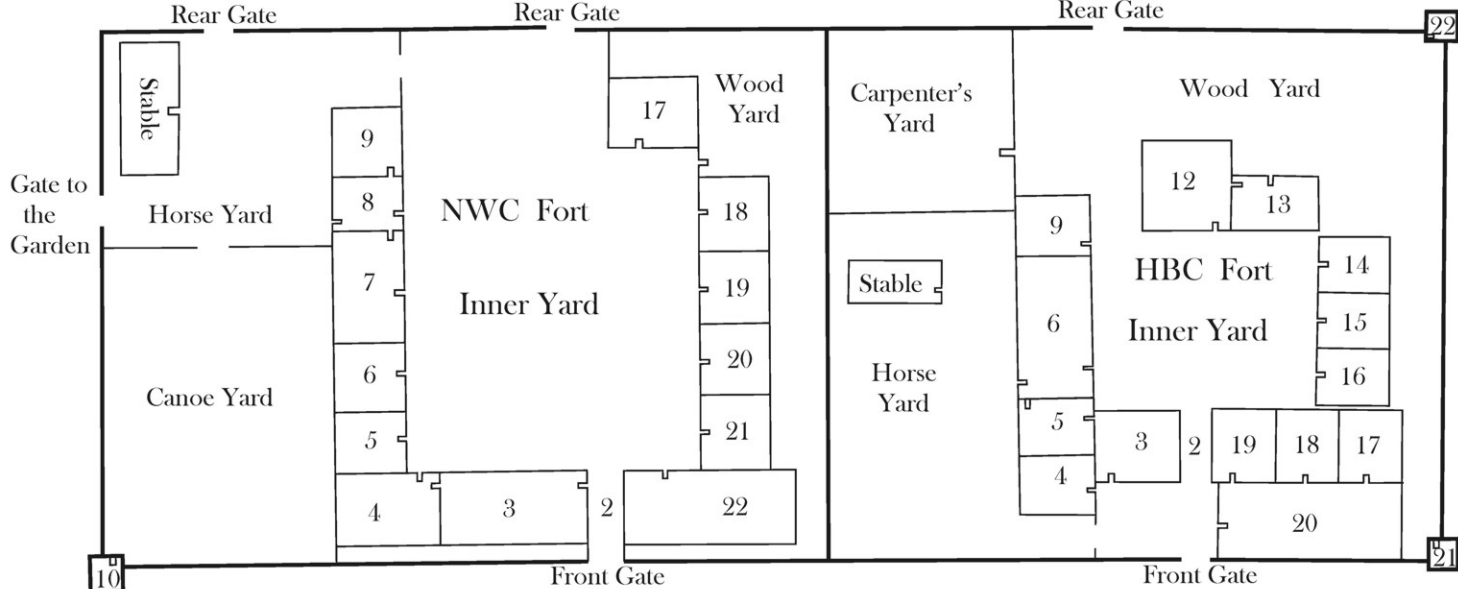 Rear Gate
Rear Gate
Rear Gate
22
Stable
9
17
Wood
Yard
Carpenter's
Yard
Wood Yard
Gate to
the
Garden
Horse Yard
8
NWC Fort
18
9
12
13
7
Inner Yard
19
Stable
6
HBC Fort
14
Inner Yard
15
Canoe Yard
6
20
Horse
Yard
16
5
21
5
3
2
19
18
17
4
4
3
2
22
20
10
Front Gate
Front Gate
21